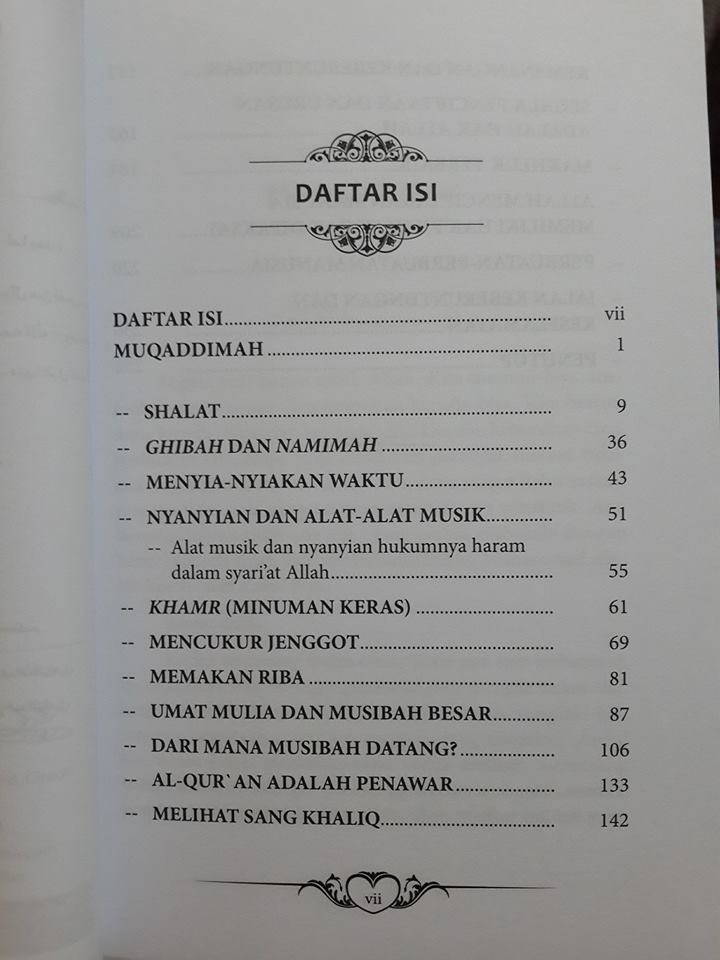 DAFTAR ISI
DAFTAR ISI.......... vii
MUQADDIMAH .......... 1
-- SHALAT.......... 9
-- GHIBAH DAN NAMIMAH .......... 36
-- MENYIA-NYIAKAN WAKTU.......... 43
-- NYANYIAN DAN ALAT-ALAT MUSIK.......... 51
-- Alat musik dan nyanyian hukumnya haram
dalam syari'at Allah.......... 55
-- KHAMR (MINUMAN KERAS) .......... 61
-- MENCUKUR JENGGOT.......... 69
-- MEMAKAN RIBA .......... 81
-- UMAT MULIA DAN MUSIBAH BESAR.......... 87
-- DARI MANA MUSIBAH DATANG?.......... 106
-- AL-QUR`AN ADALAH PENAWAR.......... 133
-- MELIHAT SANG KHALIQ.......... 142
vii